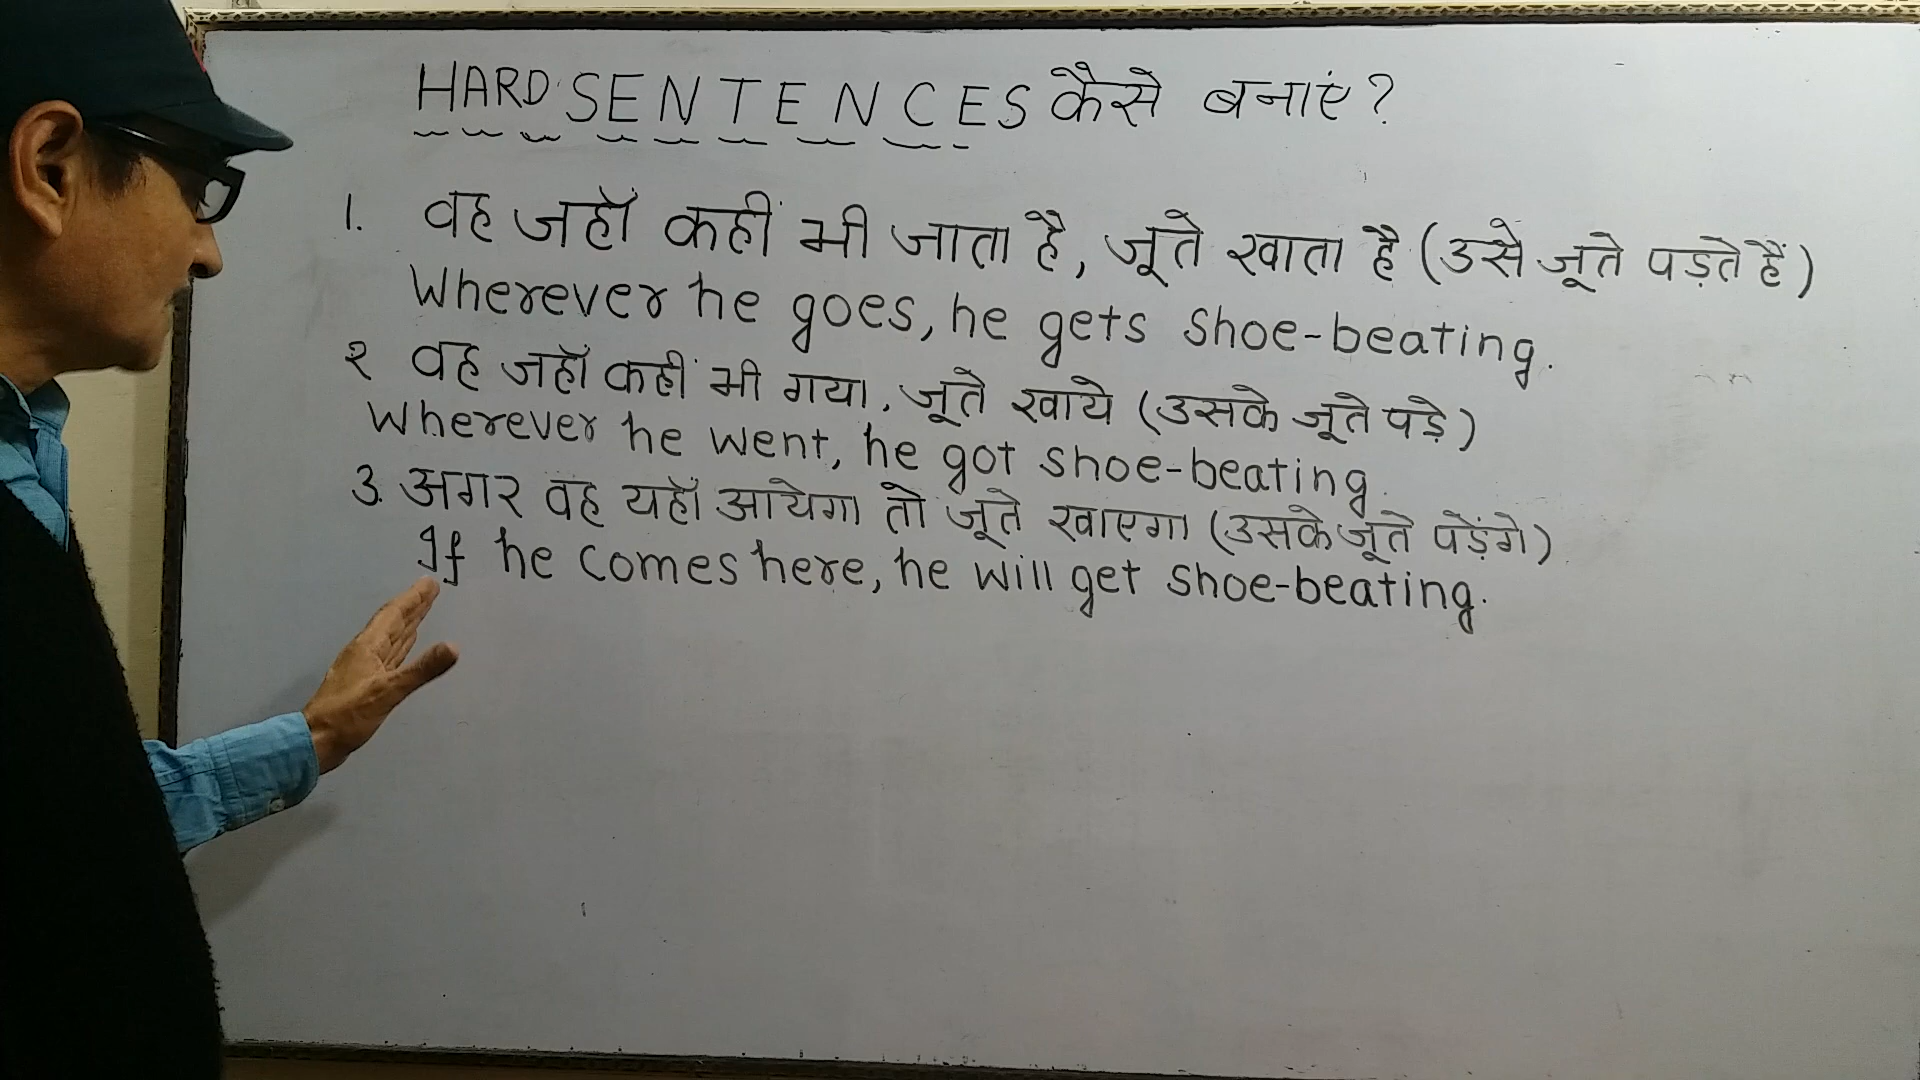 HARD SENTENCES कैसे बनाएं?
1. वह जहाँ कहीं भी जाता है, जूते खाता है (उसे जूते पड़ते हैं)
Wherever he goes, he gets shoe-beating.
२ वह जहाँ कहीं भी गया, जूते खाये (उसके जूते पड़े)
Wherever he went, he got shoe-beating.
3. अगर वह यहाँ आयेगा तो जूते खाएगा (उसके जूते पड़ेंगे)
If he comes here, he will get shoe-beating.